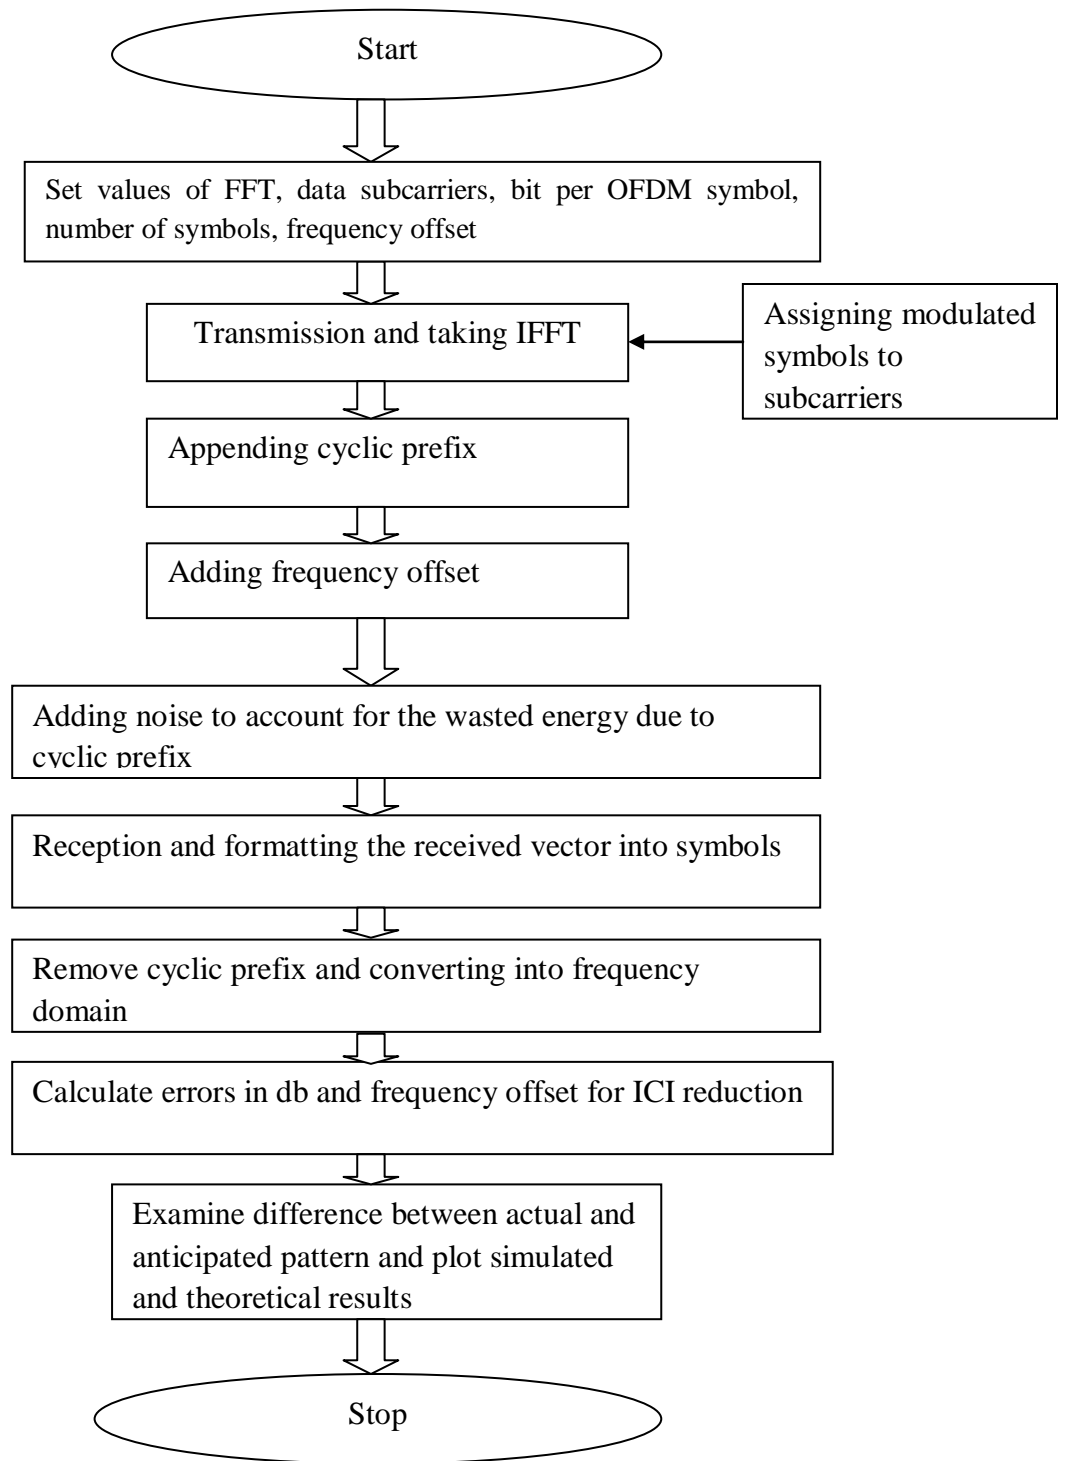 Start
Set values of FFT, data subcarriers, bit per OFDM symbol,
number of symbols, frequency offset
Transmission and taking IFFT
Assigning modulated
symbols to
subcarriers
Appending cyclic prefix
Adding frequency offset
Adding noise to account for the wasted energy due to
cyclic prefix
Reception and formatting the received vector into symbols
Remove cyclic prefix and converting into frequency
domain
Calculate errors in db and frequency offset for ICI reduction
Examine difference between actual and
anticipated pattern and plot simulated
and theoretical results
Stop